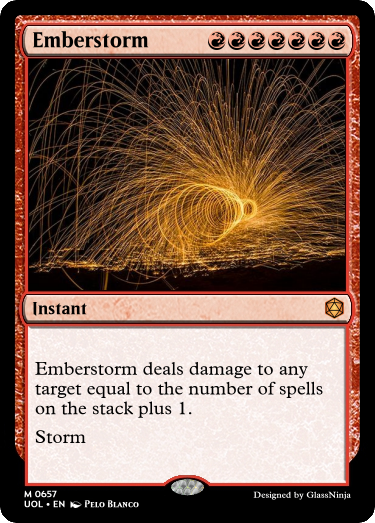 Emberstorm
Instant
Emberstorm deals damage to any
target equal to the number of spells
on the stack plus 1.
Storm
M 0657
UOL • EN Pelo Blanco
Designed by GlassNinja